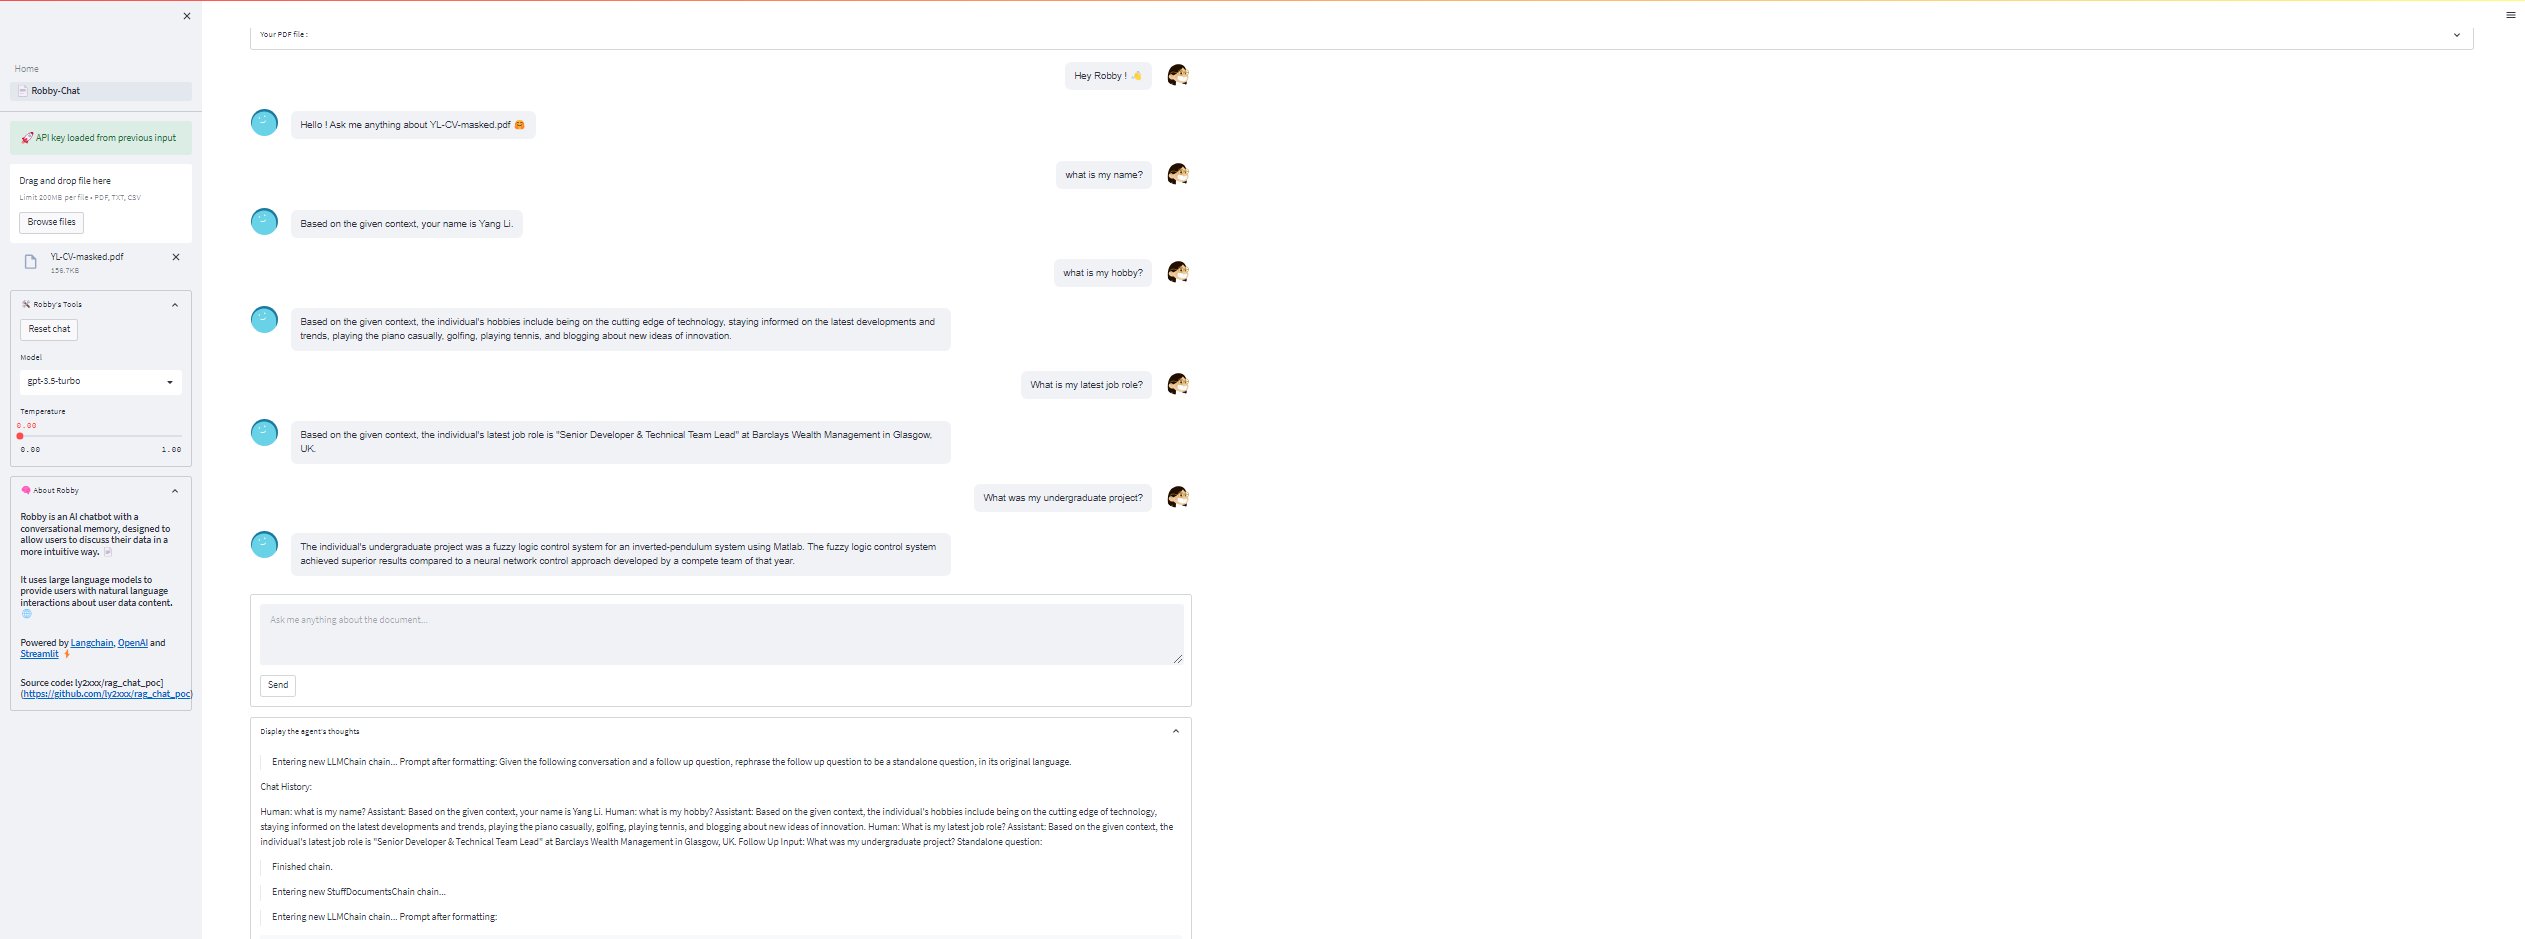 Home
Robby-Chat
API key loaded from previous input
Drag and drop file here
Limit 200MB per file • PDF, TXT, CSV
Browse files
YL-CV-masked.pdf
156.7KB
Robby's Tools
Reset chat
Model
gpt-3.5-turbo
Temperature
0.00
0.00 1.00
About Robby
Robby is an AI chatbot with a
conversational memory, designed to
allow users to discuss their data in a
more intuitive way.
It uses large language models to
provide users with natural language
interactions about user data content.
Powered by Langchain, OpenAI and
Streamlit
Source code: ly2xxx/rag_chat_poc]
(https://github.com/ly2xxx/rag_chat_poc)
Your PDF file :
Hey Robby !
Hello ! Ask me anything about YL-CV-masked.pdf
what is my name?
Based on the given context, your name is Yang Li.
what is my hobby?
Based on the given context, the individual's hobbies include being on the cutting edge of technology, staying informed on the latest developments and
trends, playing the piano casually, golfing, playing tennis, and blogging about new ideas of innovation.
What is my latest job role?
Based on the given context, the individual's latest job role is "Senior Developer & Technical Team Lead" at Barclays Wealth Management in Glasgow,
UK.
What was my undergraduate project?
The individual's undergraduate project was a fuzzy logic control system for an inverted-pendulum system using Matlab. The fuzzy logic control system
achieved superior results compared to a neural network control approach developed by a compete team of that year.
Ask me anything about the document...
Send
Display the agent's thoughts
Entering new LLMChain chain... Prompt after formatting: Given the following conversation and a follow up question, rephrase the follow up question to be a standalone question, in its original language.
Chat History:
Human: what is my name? Assistant: Based on the given context, your name is Yang Li. Human: what is my hobby? Assistant: Based on the given context, the individual's hobbies include being on the cutting edge of technology,
staying informed on the latest developments and trends, playing the piano casually, golfing, playing tennis, and blogging about new ideas of innovation. Human: What is my latest job role? Assistant: Based on the given context, the
individual's latest job role is "Senior Developer & Technical Team Lead" at Barclays Wealth Management in Glasgow, UK. Follow Up Input: What was my undergraduate project? Standalone question:
Finished chain.
Entering new StuffDocumentsChain chain...
Entering new LLMChain chain... Prompt after formatting: